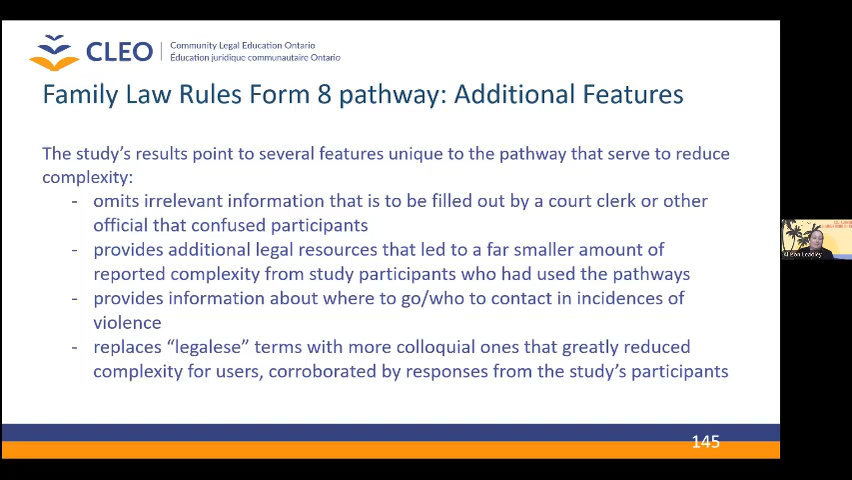 CLEO
Community Legal Education Ontario
Éducation juridique communautaire Ontario
Family Law Rules Form 8 pathway: Additional Features
The study's results point to several features unique to the pathway that serve to reduce
complexity:
- omits irrelevant information that is to be filled out by a court clerk or other
official that confused participants
- provides additional legal resources that led to a far smaller amount of
reported complexity from study participants who had used the pathways
- provides information about where to go/who to contact in incidences of
violence
- replaces “legalese” terms with more colloquial ones that greatly reduced
complexity for users, corroborated by responses from the study's participants
145